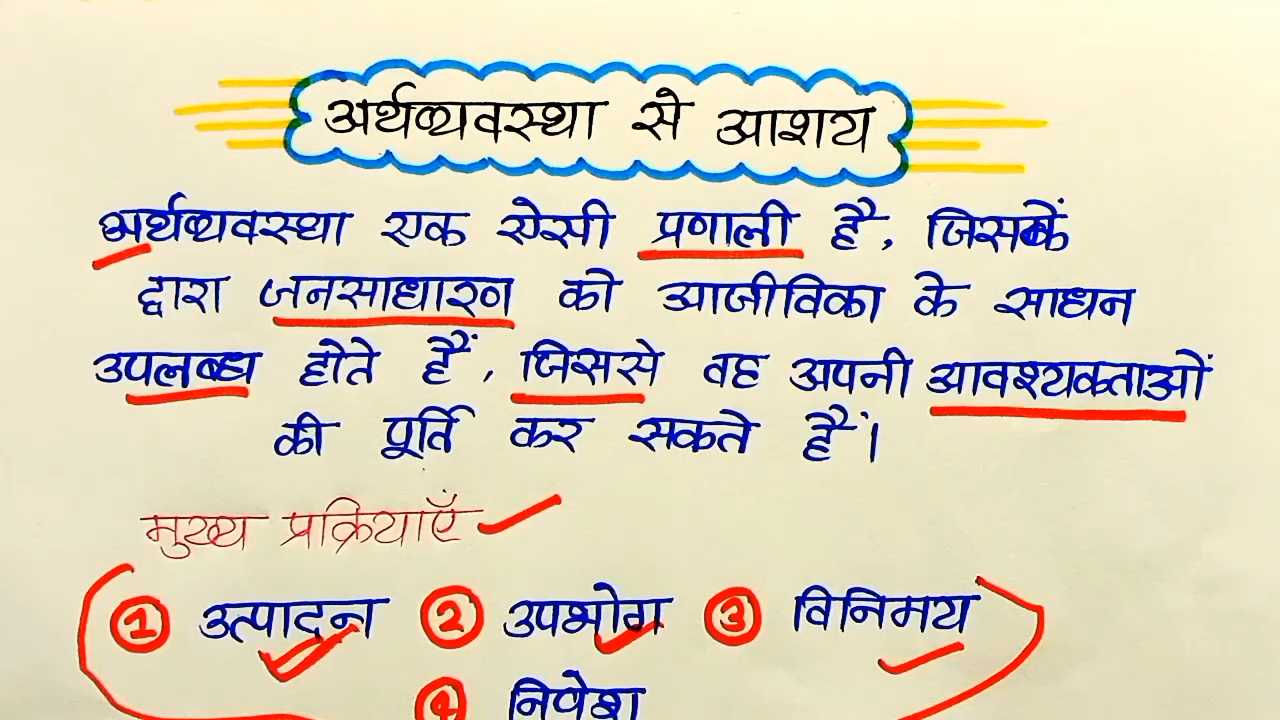 अर्थव्यवस्था से आशय
अर्थव्यवस्था एक ऐसी प्रणाली है, जिसकें
द्वारा जनसाधारण को आजीविका के साधन
उपलब्ध होते हैं, जिससे वह अपनी आवश्यकताओं
की पूर्ति कर सकते हैं।
मुख्य प्रक्रियाएँ
① उत्पादन ② उपभोग ③ विनिमय
④ निवेश